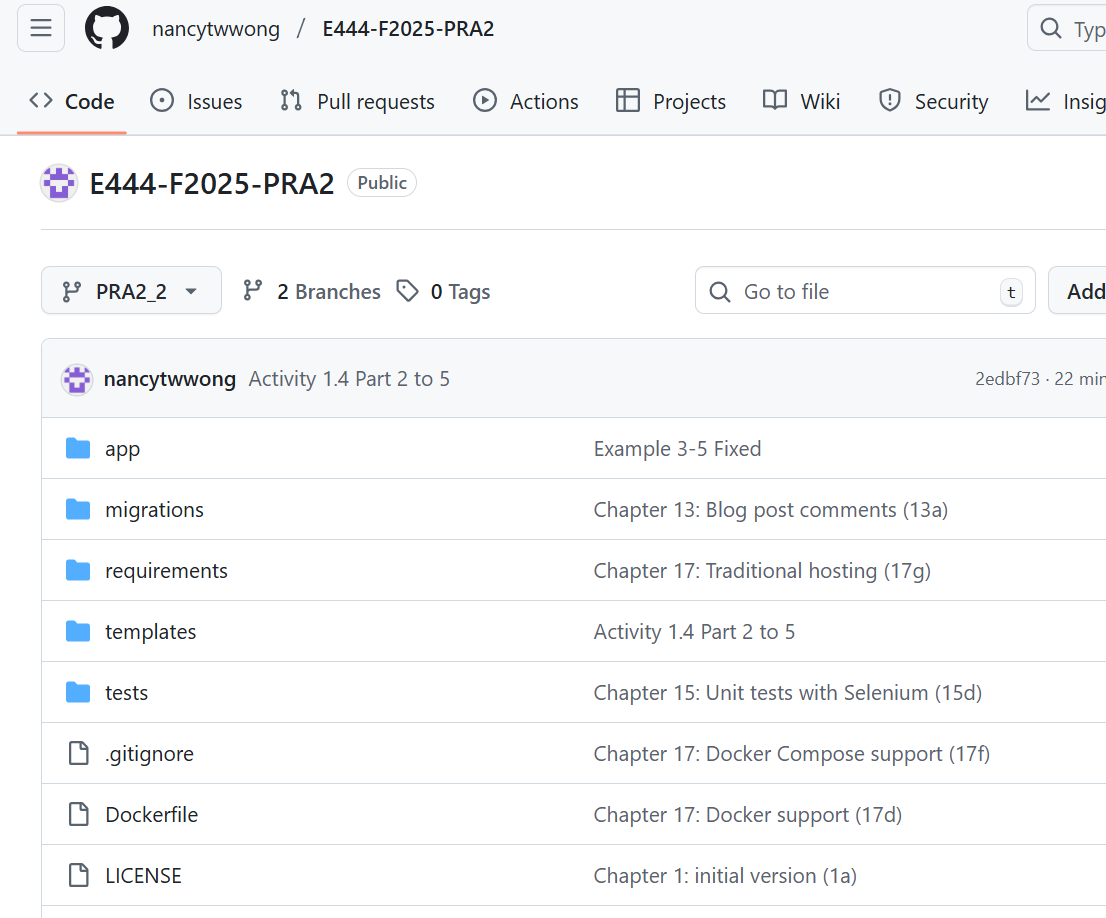 nancytwwong / E444-F2025-PRA2
Code Issues Pull requests Actions Projects Wiki Security
E444-F2025-PRA2 Public
PRA2_2 2 Branches 0 Tags Go to file t Add
nancytwwong Activity 1.4 Part 2 to 5 2edbf73 · 22
app Example 3-5 Fixed
migrations Chapter 13: Blog post comments (13a)
requirements Chapter 17: Traditional hosting (17g)
templates Activity 1.4 Part 2 to 5
tests Chapter 15: Unit tests with Selenium (15d)
.gitignore Chapter 17: Docker Compose support (17f)
Dockerfile Chapter 17: Docker support (17d)
LICENSE Chapter 1: initial version (1a)